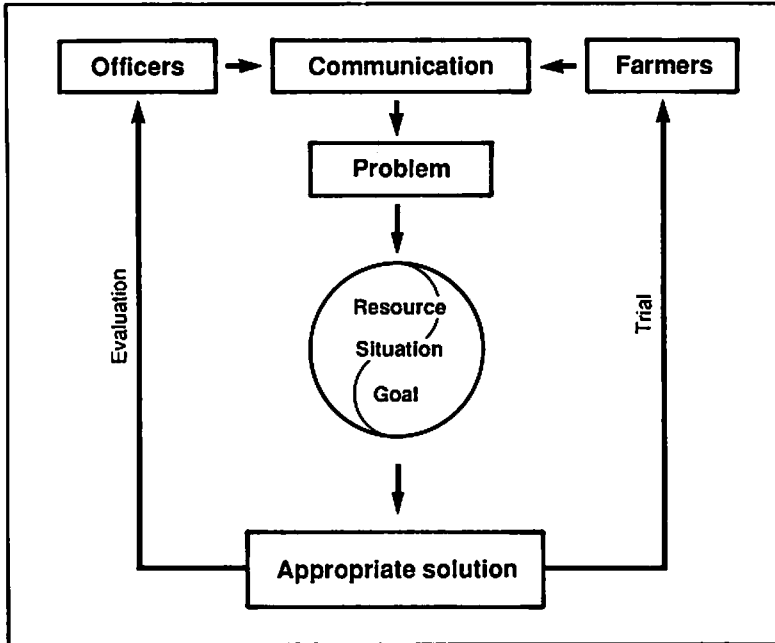 Officers
Communication
Farmers
Problem
Resource
Situation
Goal
Evaluation
Trial
Appropriate solution